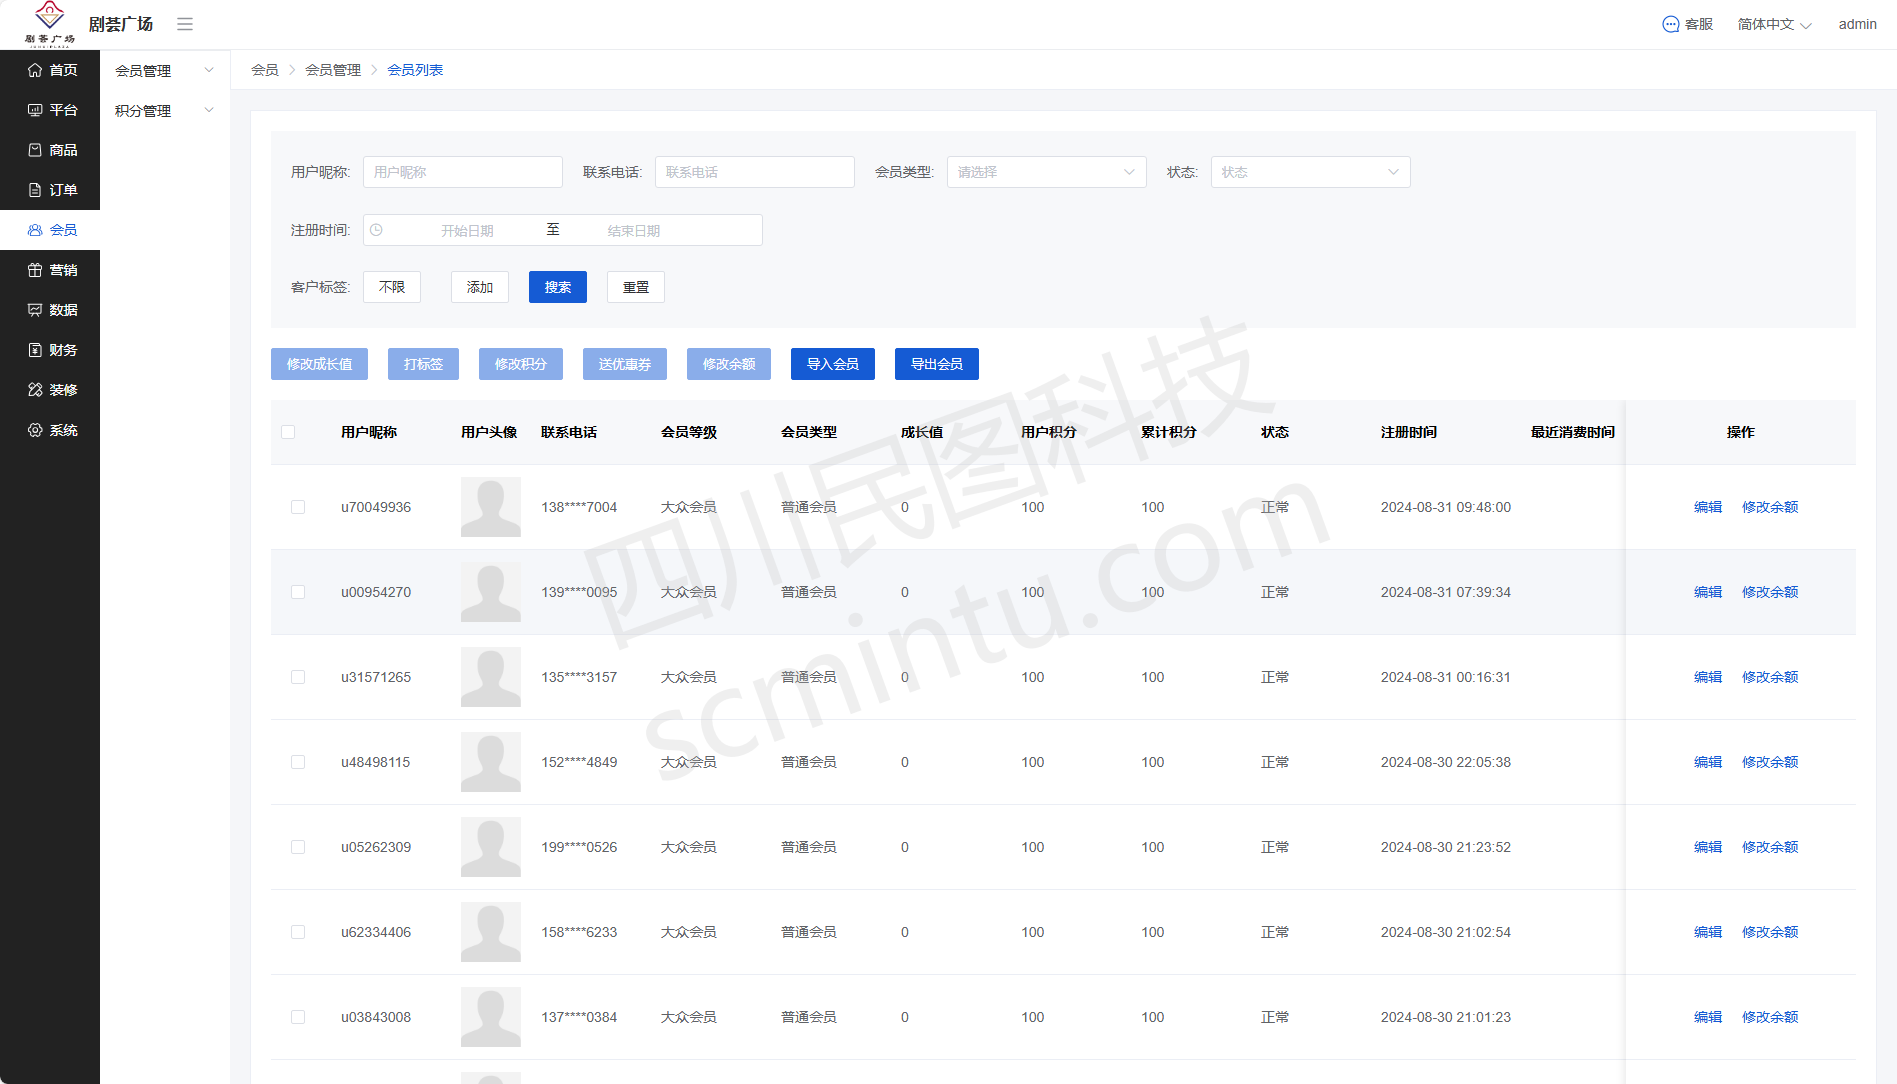 剧荟广场
剧荟广场 客服 简体中文 admin
首页
平台
商品
订单
会员
营销
数据
财务
装修
系统
会员管理
积分管理
会员 会员管理 会员列表
用户昵称: 用户昵称 联系电话: 联系电话 会员类型: 请选择 状态: 状态
注册时间: 开始日期 至 结束日期
客户标签: 不限 添加 搜索 重置
修改成长值 打标签 修改积分 送优惠券 修改余额 导入会员 导出会员
用户昵称 用户头像 联系电话 会员等级 会员类型 成长值 用户积分 累计积分 状态 注册时间 最近消费时间 操作
u70049936 138****7004 大众会员 普通会员 0 100 100 正常 2024-08-31 09:48:00 编辑 修改余额
u00954270 139****0095 大众会员 普通会员 0 100 100 正常 2024-08-31 07:39:34 编辑 修改余额
u31571265 135****3157 大众会员 普通会员 0 100 100 正常 2024-08-31 00:16:31 编辑 修改余额
u48498115 152****4849 大众会员 普通会员 0 100 100 正常 2024-08-30 22:05:38 编辑 修改余额
u05262309 199****0526 大众会员 普通会员 0 100 100 正常 2024-08-30 21:23:52 编辑 修改余额
u62334406 158****6233 大众会员 普通会员 0 100 100 正常 2024-08-30 21:02:54 编辑 修改余额
u03843008 137****0384 大众会员 普通会员 0 100 100 正常 2024-08-30 21:01:23 编辑 修改余额
四川民图科技
scmintu.com